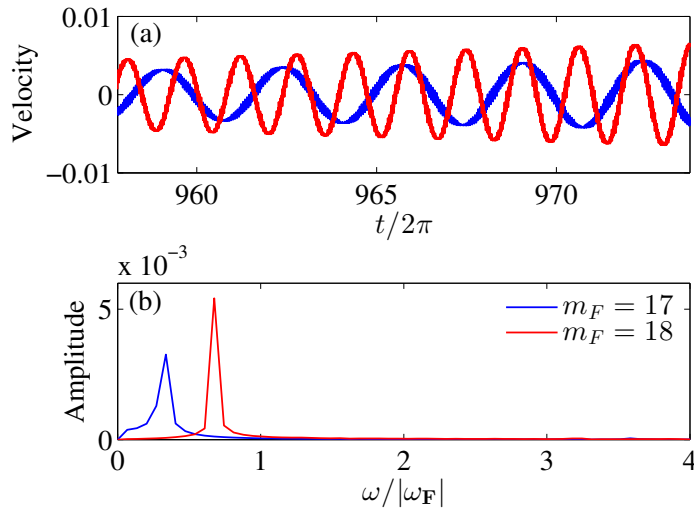 0.01
(a)
Velocity
0
−0.01
960 965 970
t/2π
x 10⁻³
(b)
5
m_F = 17
m_F = 18
Amplitude
0
0 1 2 3 4
ω/|ω_F|